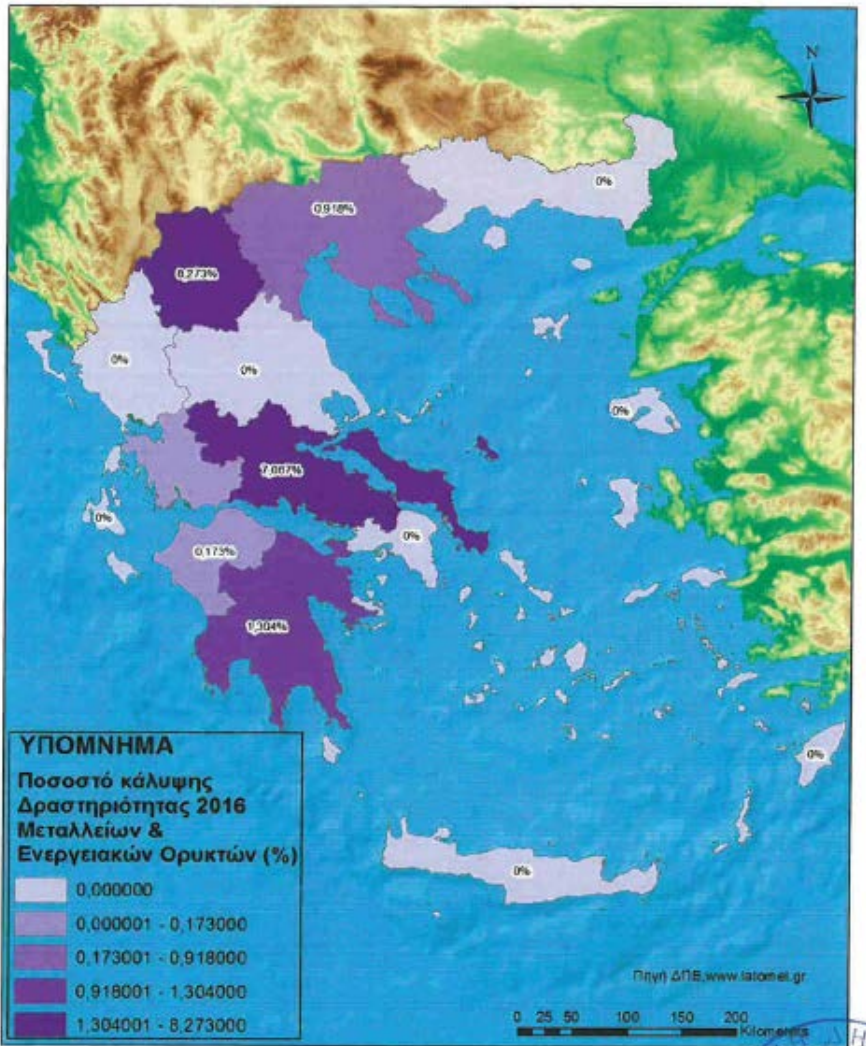 N
0%
0,918%
8,273%
0%
0%
0%
7,087%
0%
0%
0,173%
1,304%
0%
0%
ΥΠΟΜΝΗΜΑ
Ποσοστό κάλυψης
Δραστηριότητας 2016
Μεταλλείων &
Ενεργειακών Ορυκτών (%)
0,000000
0,000001 - 0,173000
0,173001 - 0,918000
0,918001 - 1,304000
1,304001 - 8,273000
Πηγή ΔΠΒ,www.latomet.gr
0 25 50 100 150 200
Kilometers